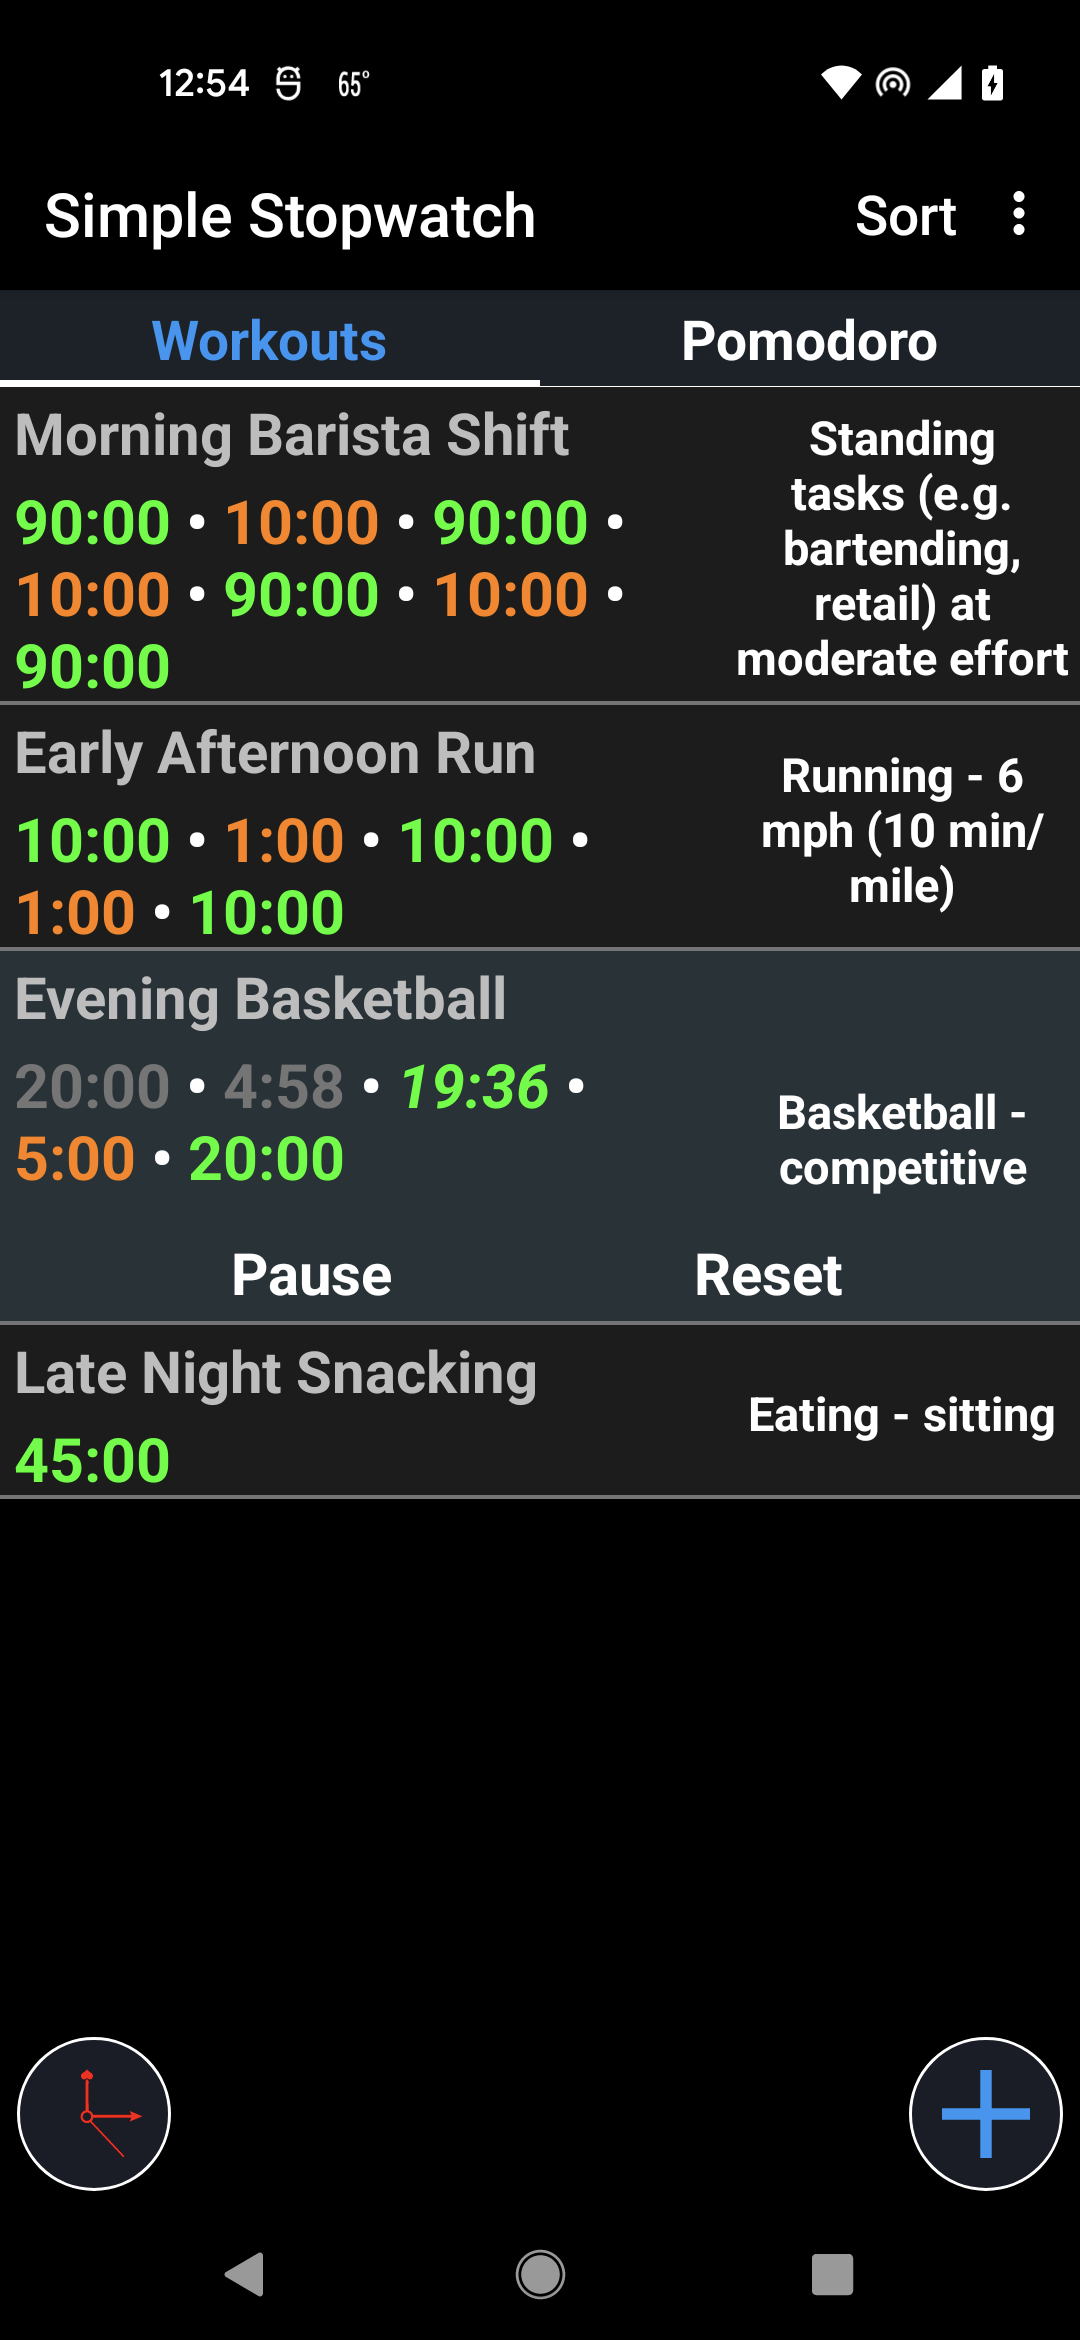 12:54 65°
Simple Stopwatch Sort
Workouts Pomodoro
Morning Barista Shift
90:00 • 10:00 • 90:00 •
10:00 • 90:00 • 10:00 •
90:00
Standing
tasks (e.g.
bartending,
retail) at
moderate effort
Early Afternoon Run
10:00 • 1:00 • 10:00 •
1:00 • 10:00
Running - 6
mph (10 min/
mile)
Evening Basketball
20:00 • 4:58 • 19:36 •
5:00 • 20:00
Basketball -
competitive
Pause Reset
Late Night Snacking
45:00
Eating - sitting